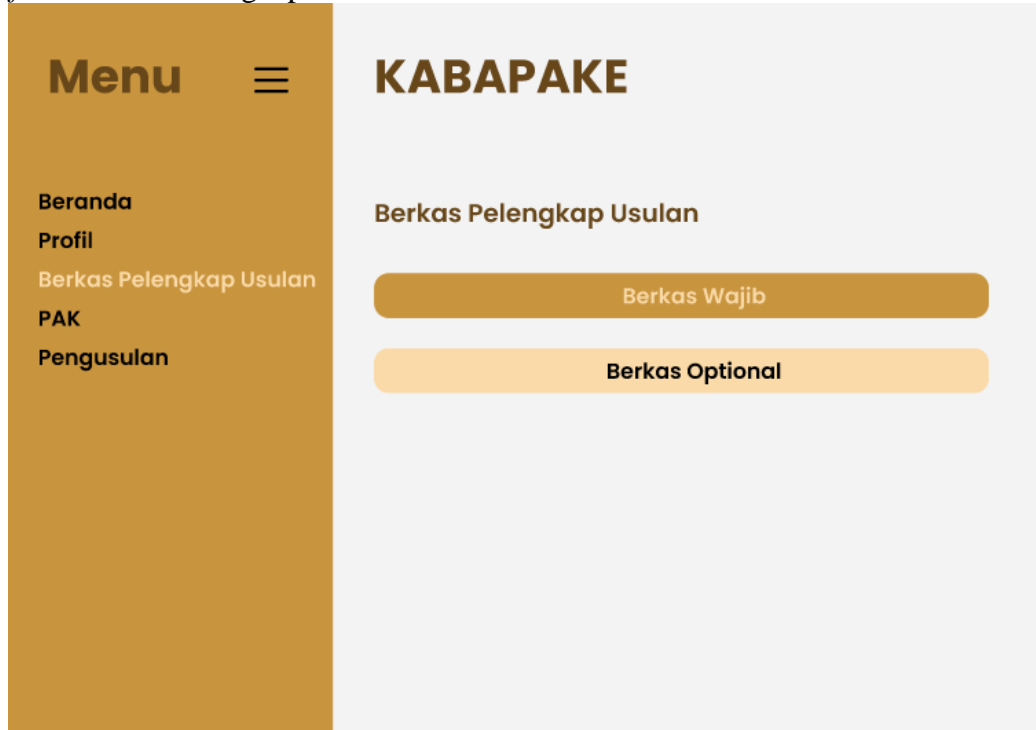 Menu
KABAPAKE
Beranda
Profil
Berkas Pelengkap Usulan
PAK
Pengusulan
Berkas Pelengkap Usulan
Berkas Wajib
Berkas Optional